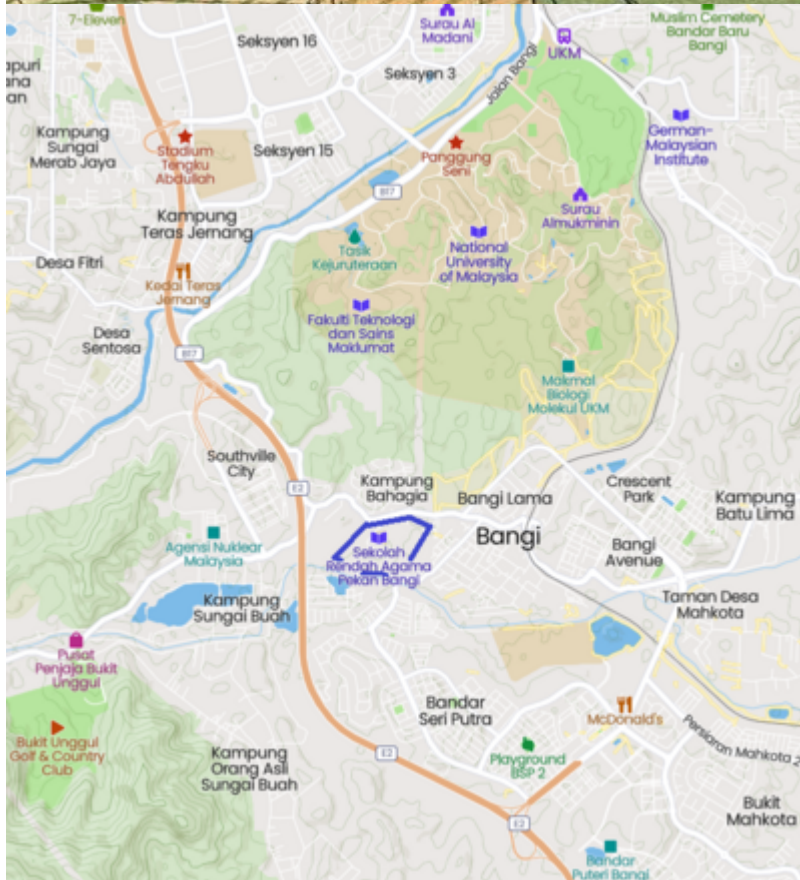 7-Eleven
Surau Al
Madani
Muslim Cemetery
Bandar Baru
Bangi
Seksyen 16
UKM
apuri
ana
an
Seksyen 3
Jalan Bangi
Kampung
Sungai
Merab Jaya
Stadium
Tengku
Abdullah
Seksyen 15
Panggung
Seni
German-
Malaysian
Institute
B17
Kampung
Teras Jernang
Surau
Almukminin
Tasik
Kejuruteraan
National
University
of Malaysia
Desa Fitri
Kedai Teras
Jernang
Fakulti Teknologi
dan Sains
Maklumat
Desa
Sentosa
B17
Makmal
Biologi
Molekul UKM
Southville
City
E2
Kampung
Bahagia
Bangi Lama
Crescent
Park
Kampung
Batu Lima
Bangi
Agensi Nuklear
Malaysia
Sekolah
Rendah Agama
Pekan Bangi
Bangi
Avenue
Kampung
Sungai Buah
Taman Desa
Mahkota
Pusat
Penjaja Bukit
Unggul
Bandar
Seri Putra
McDonald's
Bukit Unggul
Golf & Country
Club
Persiaran Mahkota 2
Kampung
Orang Asli
Sungai Buah
E2
Playground
BSP 2
Bukit
Mahkota
E2
Bandar
Puteri Bangi